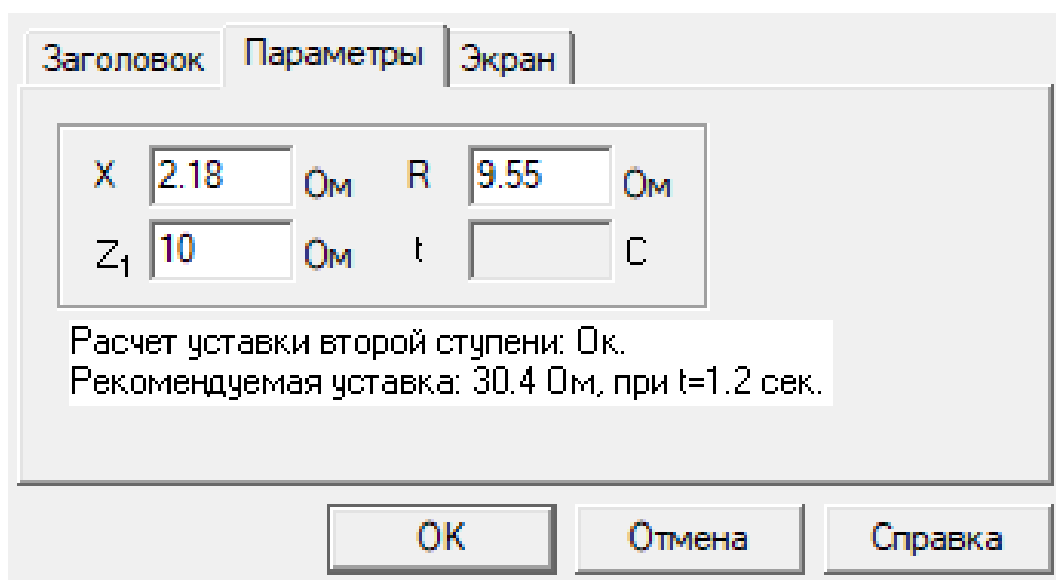 Заголовок Параметры Экран
X 2.18 Ом R 9.55 Ом
Z1 10 Ом t С
Расчет уставки второй ступени: Ок.
Рекомендуемая уставка: 30.4 Ом, при t=1.2 сек.
ОК Отмена Справка